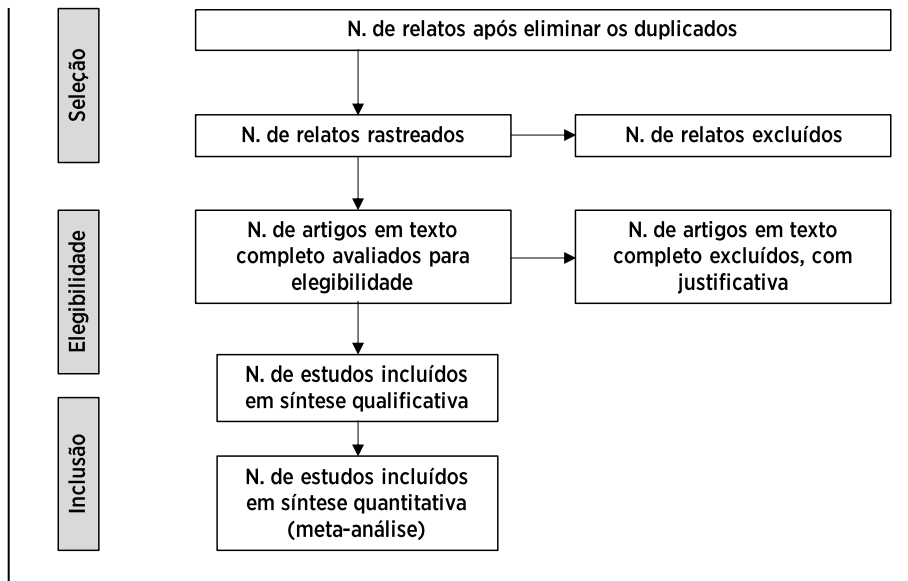 Seleção
N. de relatos após eliminar os duplicados
N. de relatos rastreados
N. de relatos excluídos
Elegibilidade
N. de artigos em texto
completo avaliados para
elegibilidade
N. de artigos em texto
completo excluídos, com
justificativa
N. de estudos incluídos
em síntese qualificativa
Inclusão
N. de estudos incluídos
em síntese quantitativa
(meta-análise)